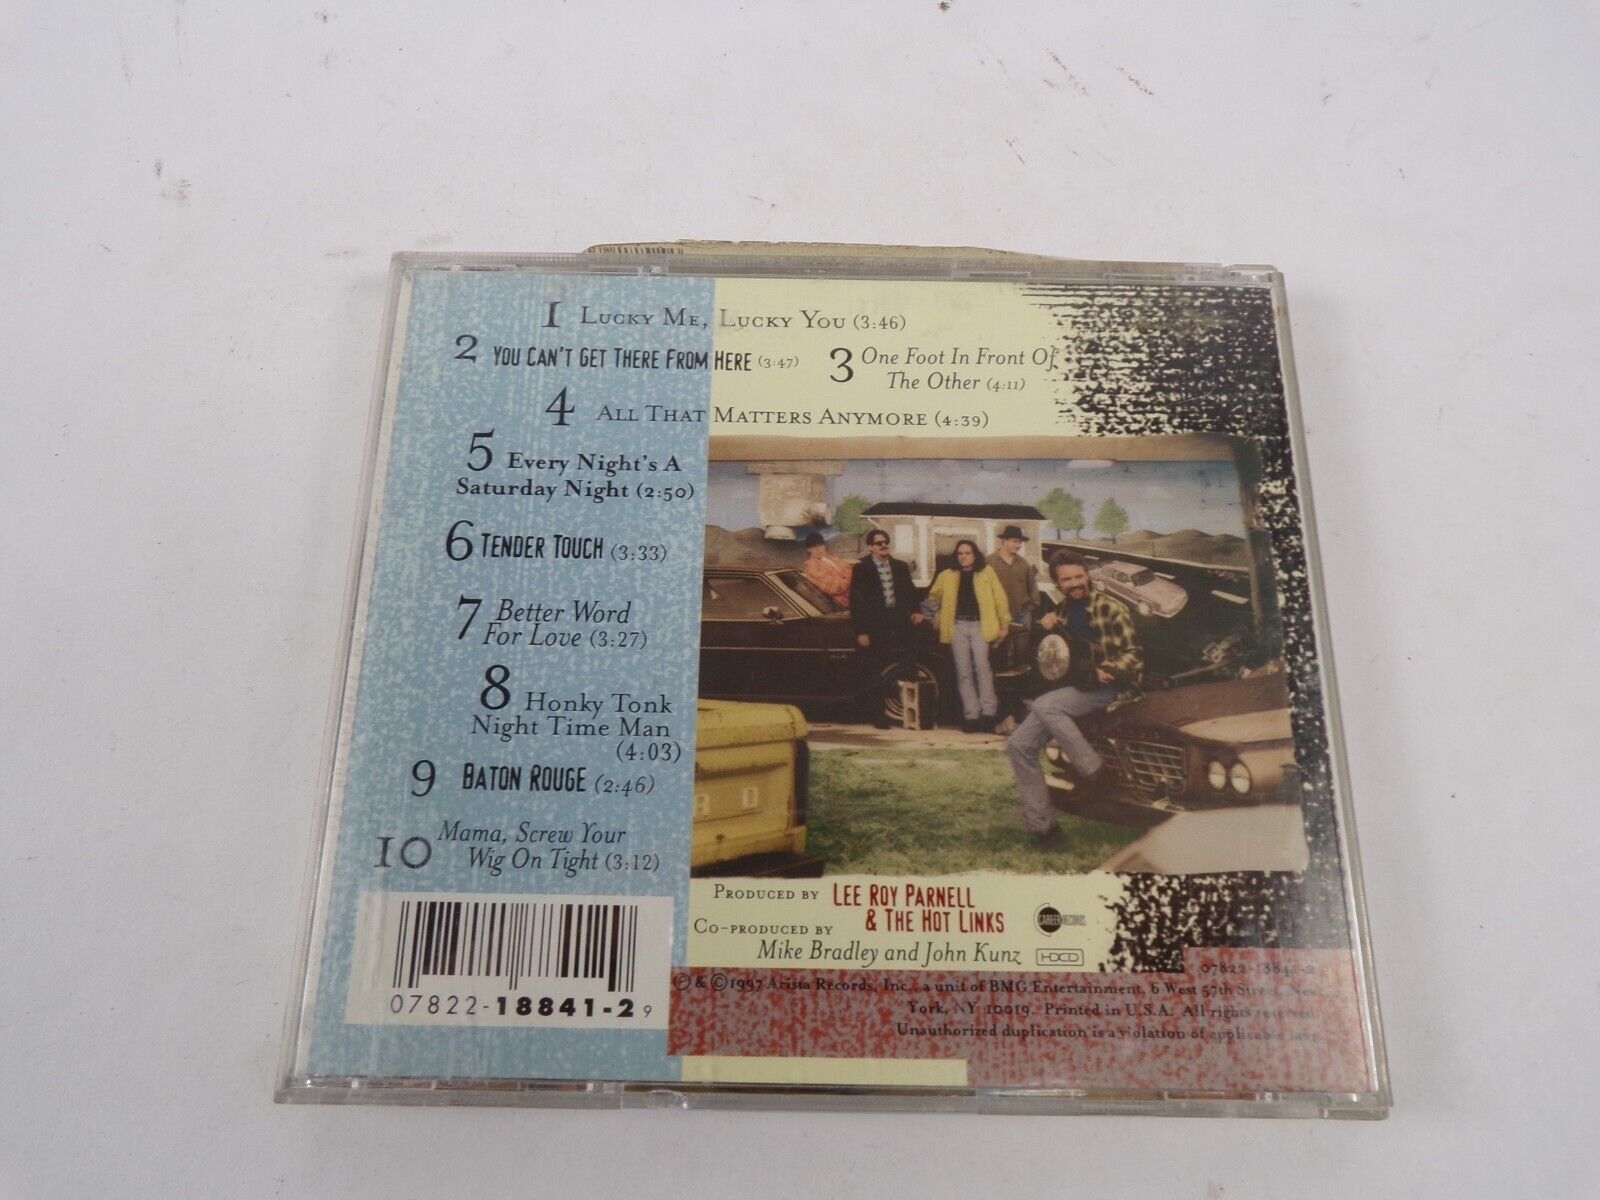 1 Lucky Me, Lucky You (3:46)
2 YOU CAN'T GET THERE FROM HERE (3:47)
3 One Foot In Front Of
The Other (4:11)
4 ALL THAT MATTERS ANYMORE (4:39)
5 Every Night's A
Saturday Night (2:50)
6 TENDER TOUCH (3:33)
7 Better Word
For Love (3:27)
8 Honky Tonk
Night Time Man
(4:03)
9 BATON ROUGE (2:46)
10 Mama, Screw Your
Wig On Tight (3:12)
PRODUCED BY LEE ROY PARNELL
& THE HOT LINKS
CO-PRODUCED BY
Mike Bradley and John Kunz
CAREER RECORDS
HDCD
07822-18841-2
℗ & ©1997 Arista Records, Inc., a unit of BMG Entertainment, 6 West 57th Street, New
York, NY 10019. Printed in U.S.A. All rights reserved.
Unauthorized duplication is a violation of applicable laws.
07822-18841-2 9